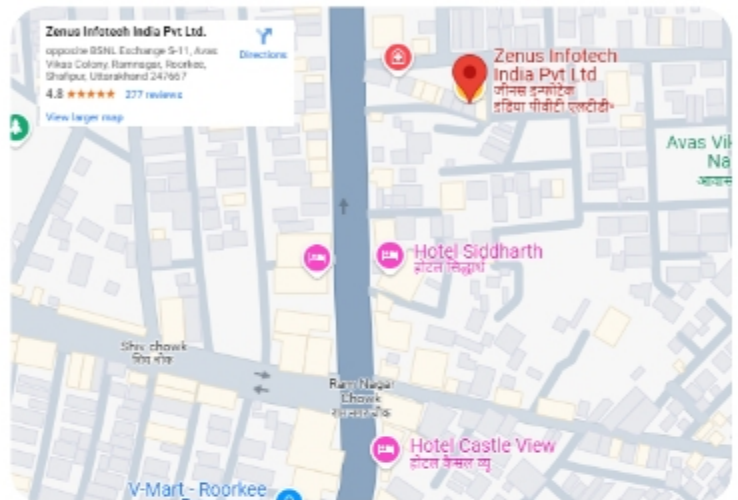 Zenus Infotech India Pvt Ltd.
opposite BSNL Exchange S-11, Avas
Vikas Colony, Ramnagar, Roorkee,
Shafipur, Uttarakhand 247667
4.8 ★★★★★ 277 reviews
View larger map
Directions
Zenus Infotech
India Pvt Ltd
जीनस इन्फोटेक
इंडिया पीवीटी एलटीडी॰
Avas Vik
Na
आवास
Hotel Siddharth
होटल सिद्धार्थ
Shiv chowk
शिव चौक
Ram Nagar
Chowk
राम नगर चौक
Hotel Castle View
होटल कैसल व्यू
V-Mart - Roorkee